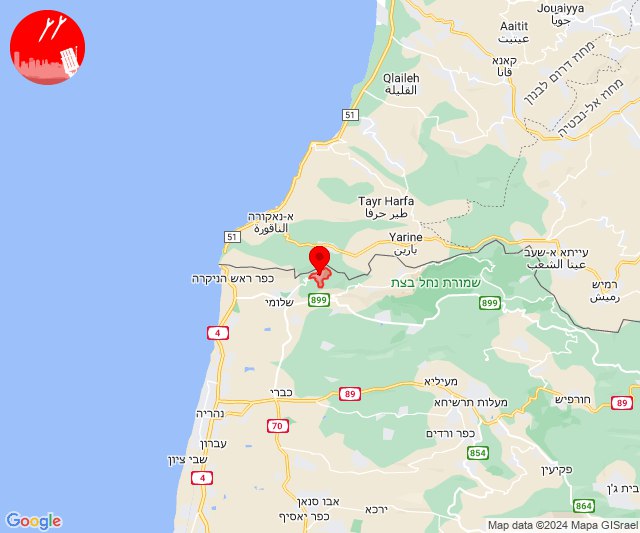 Jouaiyya
جويا
Aaitit
עינטית
מחוז דרום לבנון
מחוז אל-נבטיה
קאנא
قانا
Qlaileh
القليلة
51
Tayr Harfa
طير حرفا
א-נאקורה
الناقورة
51
Yarine
يارين
עייתא א-שעב
عيتا الشعب
רמיש
رميش
כפר ראש הניקרה
שמורת נחל בצת
שלומי
899
899
4
מעיליא
כברי
89
חורפיש
89
מעלות תרשיחא
נהריה
70
כפר ורדים
עברון
854
שבי ציון
פקיעין
4
בית ג'ן
אבו סנאן
ירכא
כפר יאסיף
864
Google
Map data ©2024 Mapa GISrael